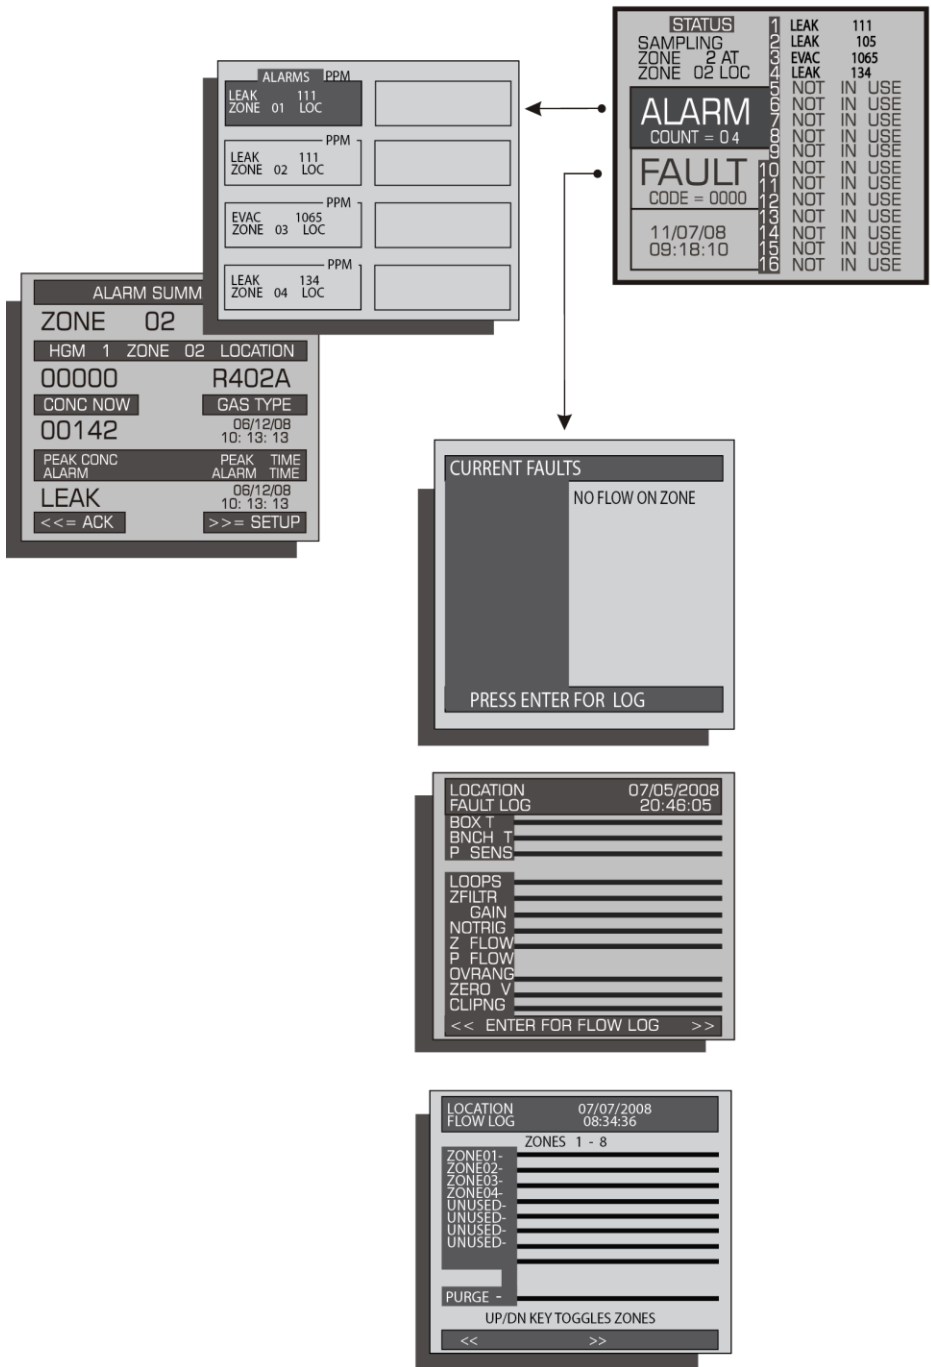 STATUS
SAMPLING
ZONE 2 AT
ZONE 02 LOC
ALARM
COUNT = 04
FAULT
CODE = 0000
11/07/08
09:18:10
1 LEAK 111
2 LEAK 105
3 EVAC 1065
4 LEAK 134
5 NOT IN USE
6 NOT IN USE
7 NOT IN USE
8 NOT IN USE
9 NOT IN USE
10 NOT IN USE
11 NOT IN USE
12 NOT IN USE
13 NOT IN USE
14 NOT IN USE
15 NOT IN USE
16 NOT IN USE
ALARMS PPM
LEAK 111
ZONE 01 LOC
PPM
LEAK 111
ZONE 02 LOC
PPM
EVAC 1065
ZONE 03 LOC
PPM
LEAK 134
ZONE 04 LOC
ALARM SUMM
ZONE 02
HGM 1 ZONE 02 LOCATION
00000 R402A
CONC NOW GAS TYPE
00142 06/12/08
10: 13: 13
PEAK CONC PEAK TIME
ALARM ALARM TIME
LEAK 06/12/08
10: 13: 13
<<= ACK >>= SETUP
CURRENT FAULTS
NO FLOW ON ZONE
PRESS ENTER FOR LOG
LOCATION 07/05/2008
FAULT LOG 20:46:05
BOX T
BNCH T
P SENS
LOOPS
ZFILTR
GAIN
NOTRIG
Z FLOW
P FLOW
OVRANG
ZERO V
CLIPNG
<< ENTER FOR FLOW LOG >>
LOCATION 07/07/2008
FLOW LOG 08:34:36
ZONES 1 - 8
ZONE01-
ZONE02-
ZONE03-
ZONE04-
UNUSED-
UNUSED-
UNUSED-
UNUSED-
PURGE -
UP/DN KEY TOGGLES ZONES
<< >>